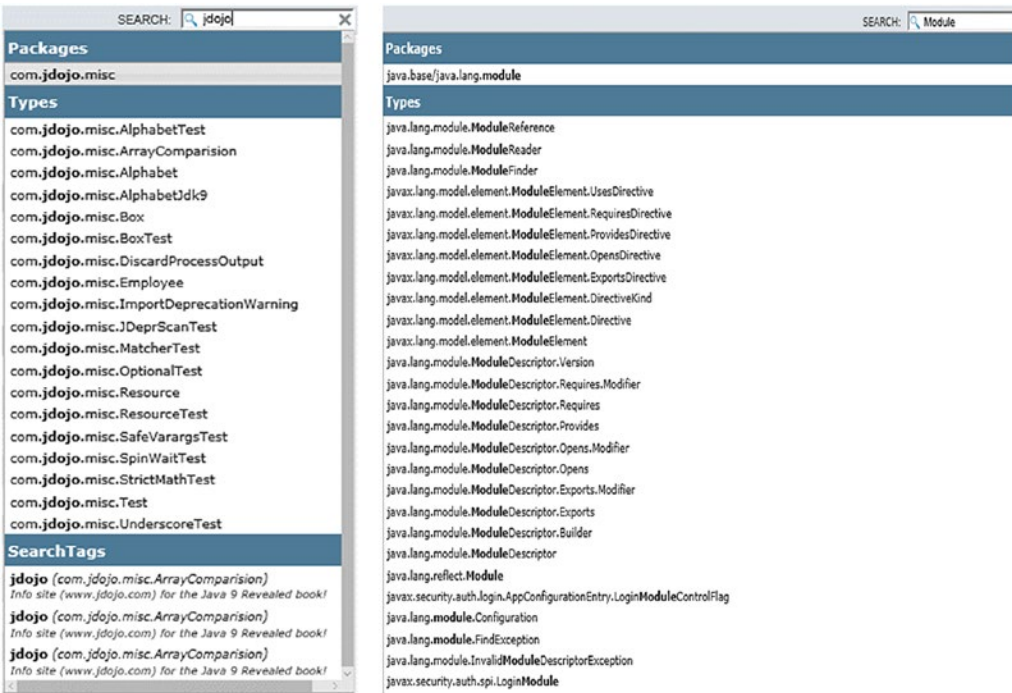 SEARCH: jdojo
Packages
com.jdojo.misc
Types
com.jdojo.misc.AlphabetTest
com.jdojo.misc.ArrayComparision
com.jdojo.misc.Alphabet
com.jdojo.misc.AlphabetJdk9
com.jdojo.misc.Box
com.jdojo.misc.BoxTest
com.jdojo.misc.DiscardProcessOutput
com.jdojo.misc.Employee
com.jdojo.misc.ImportDeprecationWarning
com.jdojo.misc.JDeprScanTest
com.jdojo.misc.MatcherTest
com.jdojo.misc.OptionalTest
com.jdojo.misc.Resource
com.jdojo.misc.ResourceTest
com.jdojo.misc.SafeVarargsTest
com.jdojo.misc.SpinWaitTest
com.jdojo.misc.StrictMathTest
com.jdojo.misc.Test
com.jdojo.misc.UnderscoreTest
SearchTags
jdojo (com.jdojo.misc.ArrayComparision)
Info site (www.jdojo.com) for the Java 9 Revealed book!
jdojo (com.jdojo.misc.ArrayComparision)
Info site (www.jdojo.com) for the Java 9 Revealed book!
jdojo (com.jdojo.misc.ArrayComparision)
Info site (www.jdojo.com) for the Java 9 Revealed book!
SEARCH: Module
Packages
java.base/java.lang.module
Types
java.lang.module.ModuleReference
java.lang.module.ModuleReader
java.lang.module.ModuleFinder
javax.lang.model.element.ModuleElement.UsesDirective
javax.lang.model.element.ModuleElement.RequiresDirective
javax.lang.model.element.ModuleElement.ProvidesDirective
javax.lang.model.element.ModuleElement.OpensDirective
javax.lang.model.element.ModuleElement.ExportsDirective
javax.lang.model.element.ModuleElement.DirectiveKind
javax.lang.model.element.ModuleElement.Directive
javax.lang.model.element.ModuleElement
java.lang.module.ModuleDescriptor.Version
java.lang.module.ModuleDescriptor.Requires.Modifier
java.lang.module.ModuleDescriptor.Requires
java.lang.module.ModuleDescriptor.Provides
java.lang.module.ModuleDescriptor.Opens.Modifier
java.lang.module.ModuleDescriptor.Opens
java.lang.module.ModuleDescriptor.Exports.Modifier
java.lang.module.ModuleDescriptor.Exports
java.lang.module.ModuleDescriptor.Builder
java.lang.module.ModuleDescriptor
java.lang.reflect.Module
javax.security.auth.login.AppConfigurationEntry.LoginModuleControlFlag
java.lang.module.Configuration
java.lang.module.FindException
java.lang.module.InvalidModuleDescriptorException
javax.security.auth.spi.LoginModule